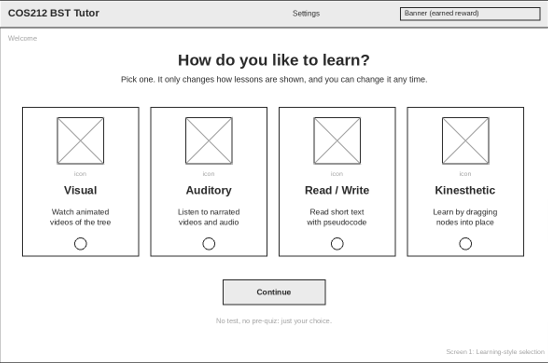 COS212 BST Tutor
Settings
Banner (earned reward)
Welcome
How do you like to learn?
Pick one. It only changes how lessons are shown, and you can change it any time.
icon
Visual
Watch animated
videos of the tree
icon
Auditory
Listen to narrated
videos and audio
icon
Read / Write
Read short text
with pseudocode
icon
Kinesthetic
Learn by dragging
nodes into place
Continue
No test, no pre-quiz: just your choice.
Screen 1: Learning-style selection